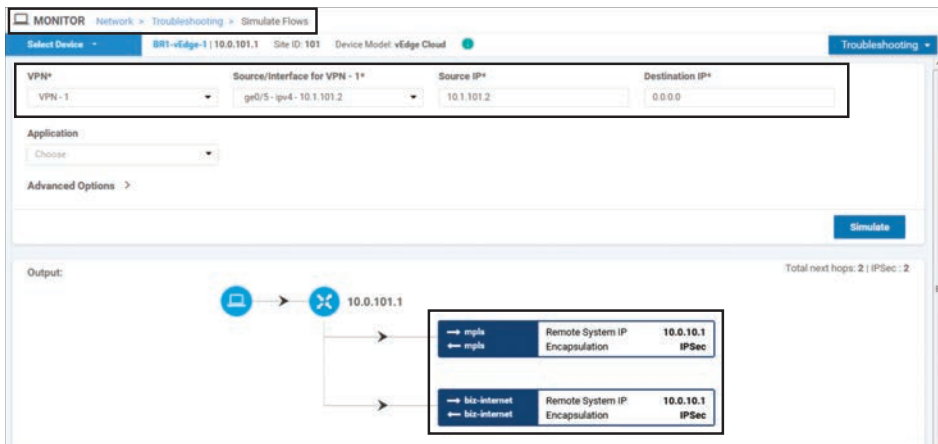 MONITOR Network > Troubleshooting > Simulate Flows
Select Device BR1-vEdge-1 | 10.0.101.1 Site ID: 101 Device Model: vEdge Cloud Troubleshooting
VPN* Source/Interface for VPN - 1* Source IP* Destination IP*
VPN - 1 ge0/5 - ipv4 - 10.1.101.2 10.1.101.2 0.0.0.0
Application
Choose
Advanced Options >
Simulate
Output: Total next hops: 2 | IPSec : 2
10.0.101.1
→ mpls Remote System IP 10.0.10.1
← mpls Encapsulation IPSec
→ biz-internet Remote System IP 10.0.10.1
← biz-internet Encapsulation IPSec